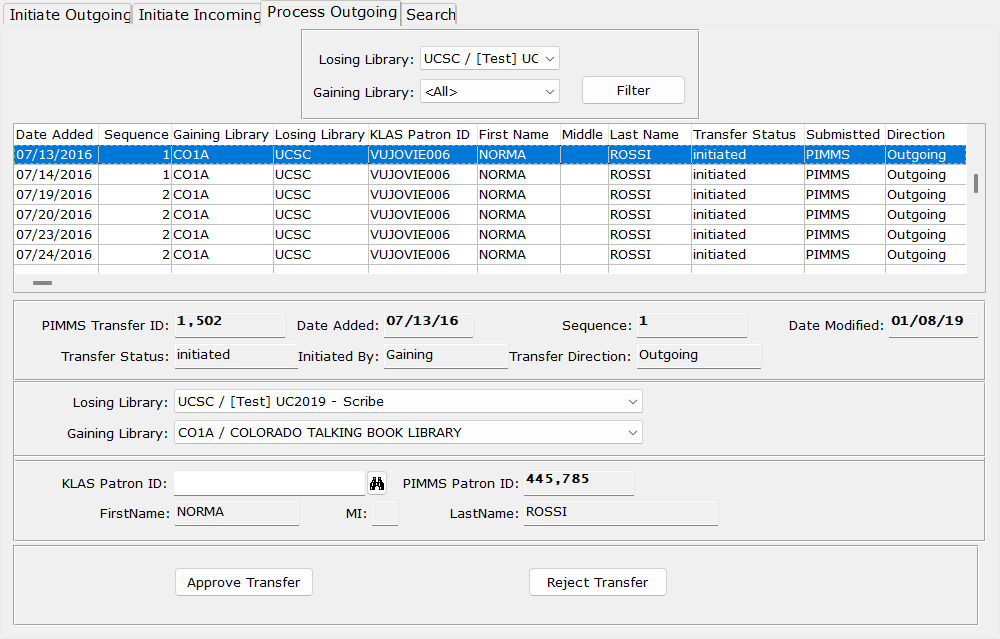 Initiate Outgoing Initiate Incoming Process Outgoing Search
Losing Library: UCSC / [Test] UC
Gaining Library: <All> Filter
Date Added Sequence Gaining Library Losing Library KLAS Patron ID First Name Middle Last Name Transfer Status Submistted Direction
07/13/2016 1 CO1A UCSC VUJOVIE006 NORMA ROSSI initiated PIMMS Outgoing
07/14/2016 1 CO1A UCSC VUJOVIE006 NORMA ROSSI initiated PIMMS Outgoing
07/19/2016 2 CO1A UCSC VUJOVIE006 NORMA ROSSI initiated PIMMS Outgoing
07/20/2016 2 CO1A UCSC VUJOVIE006 NORMA ROSSI initiated PIMMS Outgoing
07/23/2016 2 CO1A UCSC VUJOVIE006 NORMA ROSSI initiated PIMMS Outgoing
07/24/2016 2 CO1A UCSC VUJOVIE006 NORMA ROSSI initiated PIMMS Outgoing
PIMMS Transfer ID: 1,502 Date Added: 07/13/16 Sequence: 1 Date Modified: 01/08/19
Transfer Status: initiated Initiated By: Gaining Transfer Direction: Outgoing
Losing Library: UCSC / [Test] UC2019 - Scribe
Gaining Library: CO1A / COLORADO TALKING BOOK LIBRARY
KLAS Patron ID: PIMMS Patron ID: 445,785
FirstName: NORMA MI: LastName: ROSSI
Approve Transfer Reject Transfer